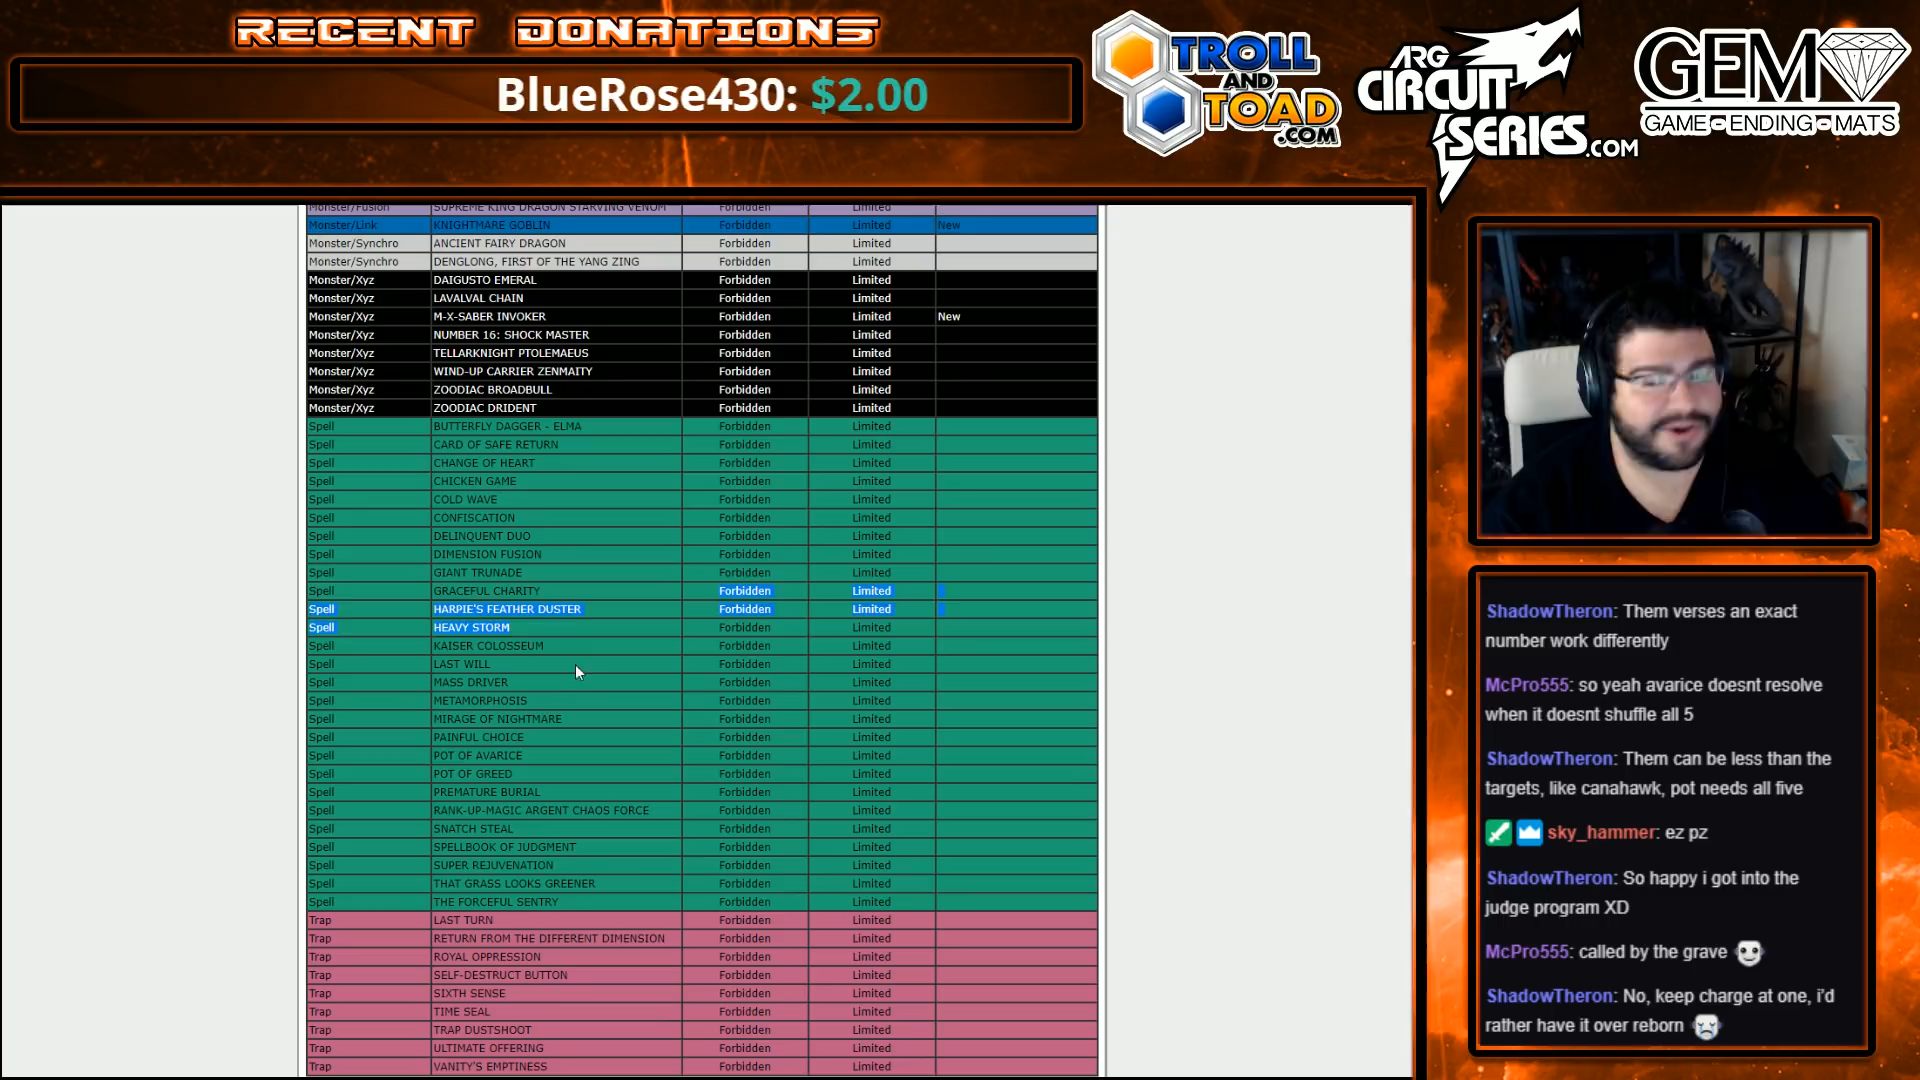 RECENT DONATIONS
BlueRose430: $2.00
TROLL
AND
TOAD
.COM
ARG
CIRCUIT
SERIES.COM
GEM
GAME-ENDING-MATS
Monster/Fusion SUPREME KING DRAGON STARVING VENOM Forbidden Limited
Monster/Link KNIGHTMARE GOBLIN Forbidden Limited New
Monster/Synchro ANCIENT FAIRY DRAGON Forbidden Limited
Monster/Synchro DENGLONG, FIRST OF THE YANG ZING Forbidden Limited
Monster/Xyz DAIGUSTO EMERAL Forbidden Limited
Monster/Xyz LAVALVAL CHAIN Forbidden Limited
Monster/Xyz M-X-SABER INVOKER Forbidden Limited New
Monster/Xyz NUMBER 16: SHOCK MASTER Forbidden Limited
Monster/Xyz TELLARKNIGHT PTOLEMAEUS Forbidden Limited
Monster/Xyz WIND-UP CARRIER ZENMAITY Forbidden Limited
Monster/Xyz ZOODIAC BROADBULL Forbidden Limited
Monster/Xyz ZOODIAC DRIDENT Forbidden Limited
Spell BUTTERFLY DAGGER - ELMA Forbidden Limited
Spell CARD OF SAFE RETURN Forbidden Limited
Spell CHANGE OF HEART Forbidden Limited
Spell CHICKEN GAME Forbidden Limited
Spell COLD WAVE Forbidden Limited
Spell CONFISCATION Forbidden Limited
Spell DELINQUENT DUO Forbidden Limited
Spell DIMENSION FUSION Forbidden Limited
Spell GIANT TRUNADE Forbidden Limited
Spell GRACEFUL CHARITY Forbidden Limited
Spell HARPIE'S FEATHER DUSTER Forbidden Limited
Spell HEAVY STORM Forbidden Limited
Spell KAISER COLOSSEUM Forbidden Limited
Spell LAST WILL Forbidden Limited
Spell MASS DRIVER Forbidden Limited
Spell METAMORPHOSIS Forbidden Limited
Spell MIRAGE OF NIGHTMARE Forbidden Limited
Spell PAINFUL CHOICE Forbidden Limited
Spell POT OF AVARICE Forbidden Limited
Spell POT OF GREED Forbidden Limited
Spell PREMATURE BURIAL Forbidden Limited
Spell RANK-UP-MAGIC ARGENT CHAOS FORCE Forbidden Limited
Spell SNATCH STEAL Forbidden Limited
Spell SPELLBOOK OF JUDGMENT Forbidden Limited
Spell SUPER REJUVENATION Forbidden Limited
Spell THAT GRASS LOOKS GREENER Forbidden Limited
Spell THE FORCEFUL SENTRY Forbidden Limited
Trap LAST TURN Forbidden Limited
Trap RETURN FROM THE DIFFERENT DIMENSION Forbidden Limited
Trap ROYAL OPPRESSION Forbidden Limited
Trap SELF-DESTRUCT BUTTON Forbidden Limited
Trap SIXTH SENSE Forbidden Limited
Trap TIME SEAL Forbidden Limited
Trap TRAP DUSTSHOOT Forbidden Limited
Trap ULTIMATE OFFERING Forbidden Limited
Trap VANITY'S EMPTINESS Forbidden Limited
ShadowTheron: Them verses an exact
number work differently
McPro555: so yeah avarice doesnt resolve
when it doesnt shuffle all 5
ShadowTheron: Them can be less than the
targets, like canahawk, pot needs all five
sky_hammer: ez pz
ShadowTheron: So happy i got into the
judge program XD
McPro555: called by the grave
ShadowTheron: No, keep charge at one, i'd
rather have it over reborn